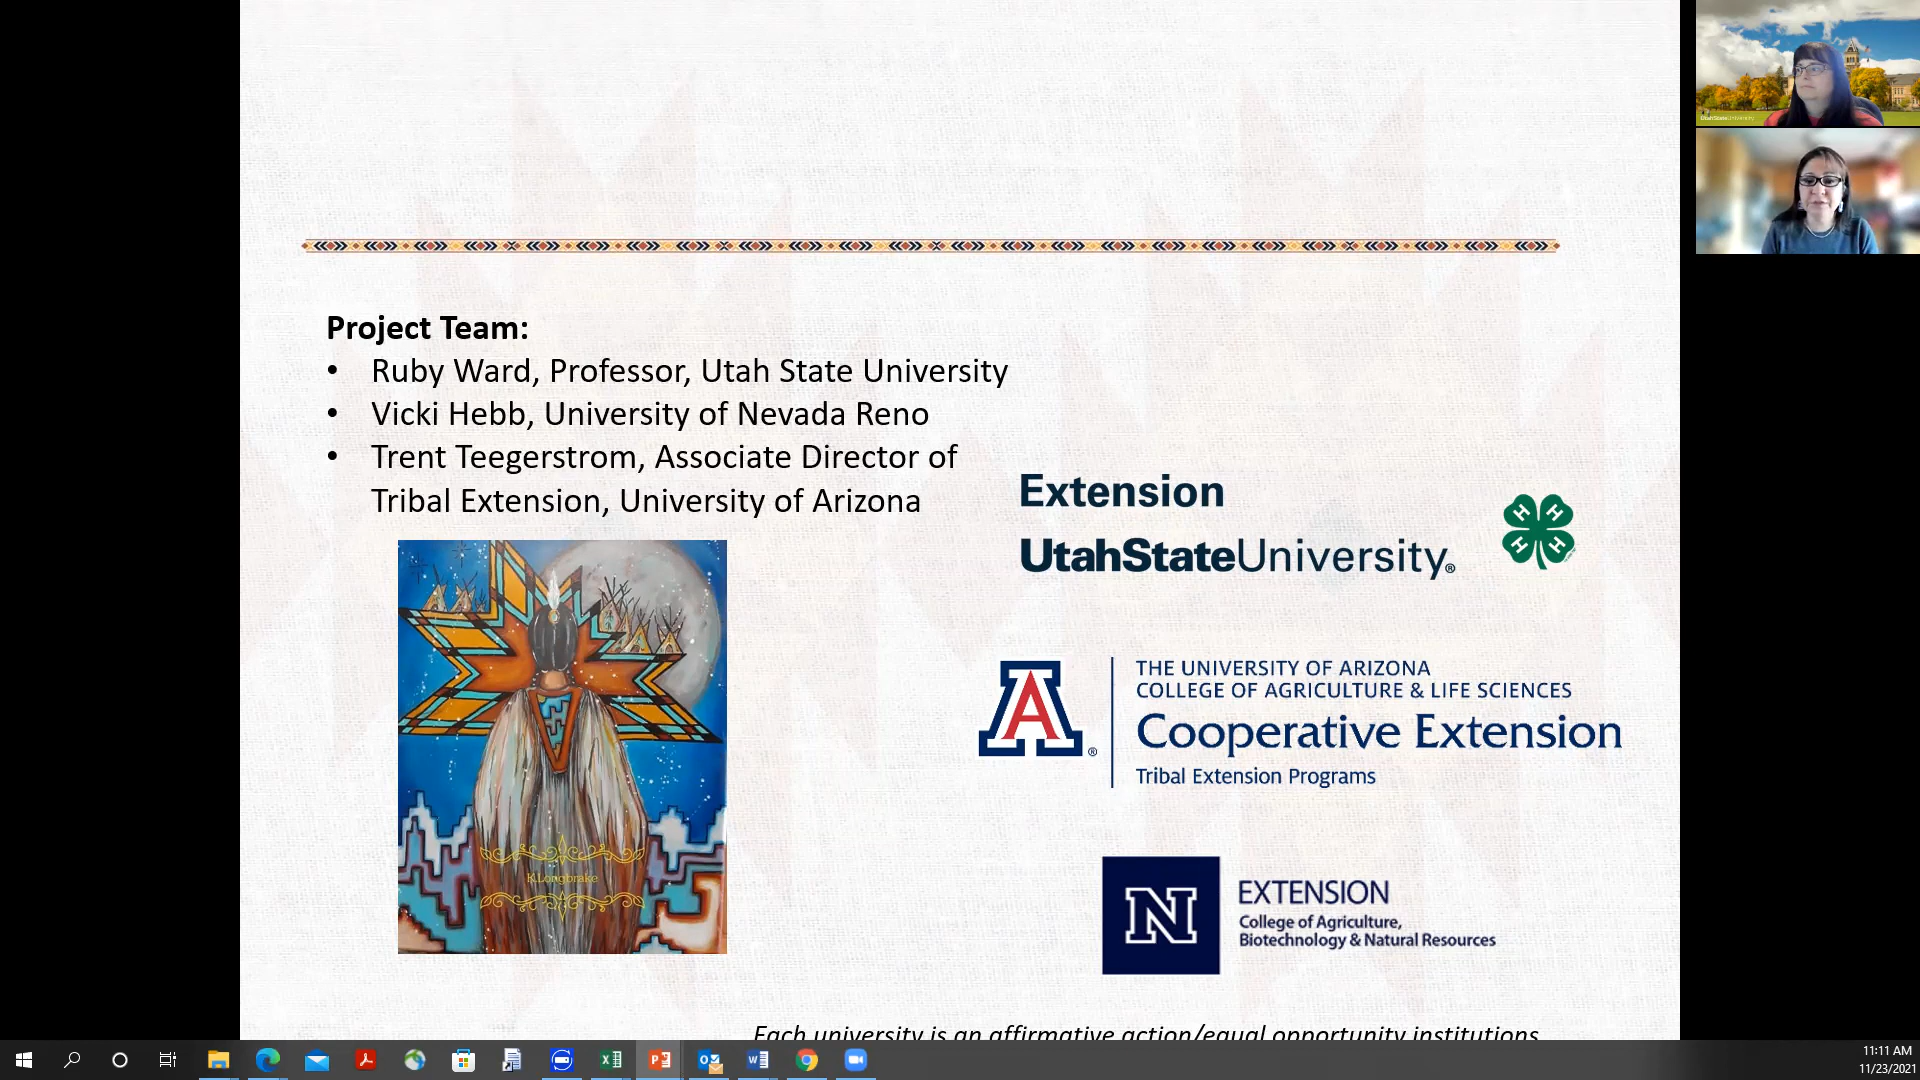 Project Team:
• Ruby Ward, Professor, Utah State University
• Vicki Hebb, University of Nevada Reno
• Trent Teegerstrom, Associate Director of
Tribal Extension, University of Arizona
K.Longbrake
Extension
UtahStateUniversity®
H H
H H
A®
THE UNIVERSITY OF ARIZONA
COLLEGE OF AGRICULTURE & LIFE SCIENCES
Cooperative Extension
Tribal Extension Programs
N
EXTENSION
College of Agriculture,
Biotechnology & Natural Resources
Each university is an affirmative action/equal opportunity institutions
UtahStateUniversity
11:11 AM
11/23/2021